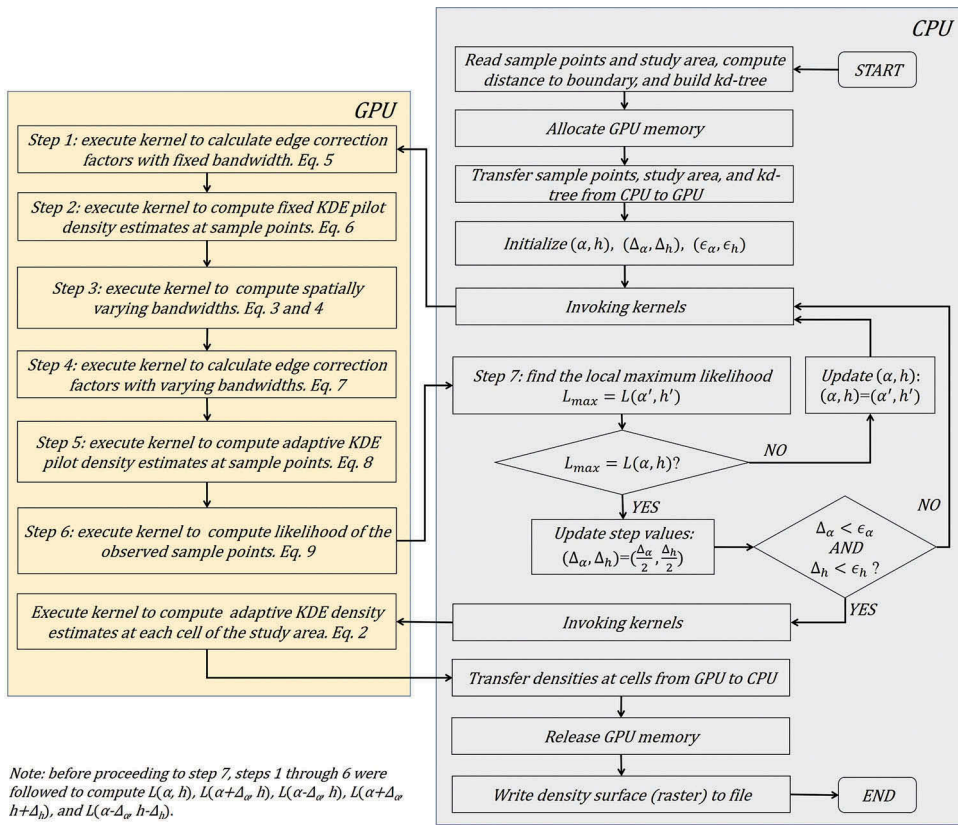 CPU
Read sample points and study area, compute
distance to boundary, and build kd-tree
START
Allocate GPU memory
Transfer sample points, study area, and kd-
tree from CPU to GPU
Initialize (α, h), (Δα, Δh), (ϵα, ϵh)
Invoking kernels
GPU
Step 1: execute kernel to calculate edge correction
factors with fixed bandwidth. Eq. 5
Step 2: execute kernel to compute fixed KDE pilot
density estimates at sample points. Eq. 6
Step 3: execute kernel to compute spatially
varying bandwidths. Eq. 3 and 4
Step 4: execute kernel to calculate edge correction
factors with varying bandwidths. Eq. 7
Step 5: execute kernel to compute adaptive KDE
pilot density estimates at sample points. Eq. 8
Step 6: execute kernel to compute likelihood of the
observed sample points. Eq. 9
Step 7: find the local maximum likelihood
Lmax = L(α′, h′)
Update (α, h):
(α, h)=(α′, h′)
Lmax = L(α, h)?
NO
YES
Update step values:
(Δα, Δh)=(Δα/2, Δh/2)
Δα < ϵα
AND
Δh < ϵh ?
NO
YES
Invoking kernels
Execute kernel to compute adaptive KDE density
estimates at each cell of the study area. Eq. 2
Transfer densities at cells from GPU to CPU
Release GPU memory
Write density surface (raster) to file
END
Note: before proceeding to step 7, steps 1 through 6 were
followed to compute L(α, h), L(α+Δα, h), L(α-Δα, h), L(α+Δα,
h+Δh), and L(α-Δα, h-Δh).